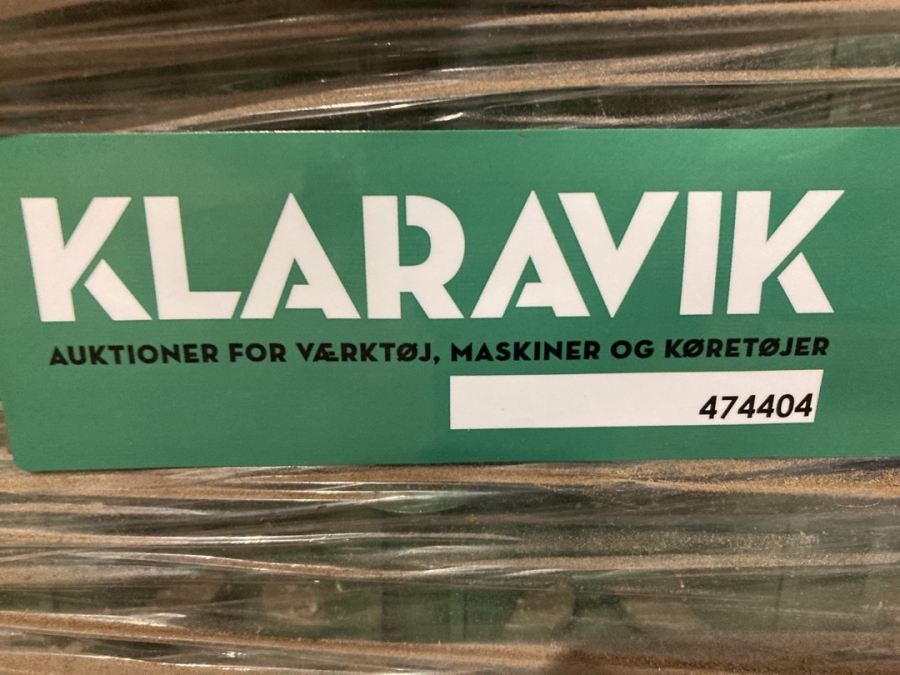 KLARAVIK
AUKTIONER FOR VÆRKTØJ, MASKINER OG KØRETØJER
474404